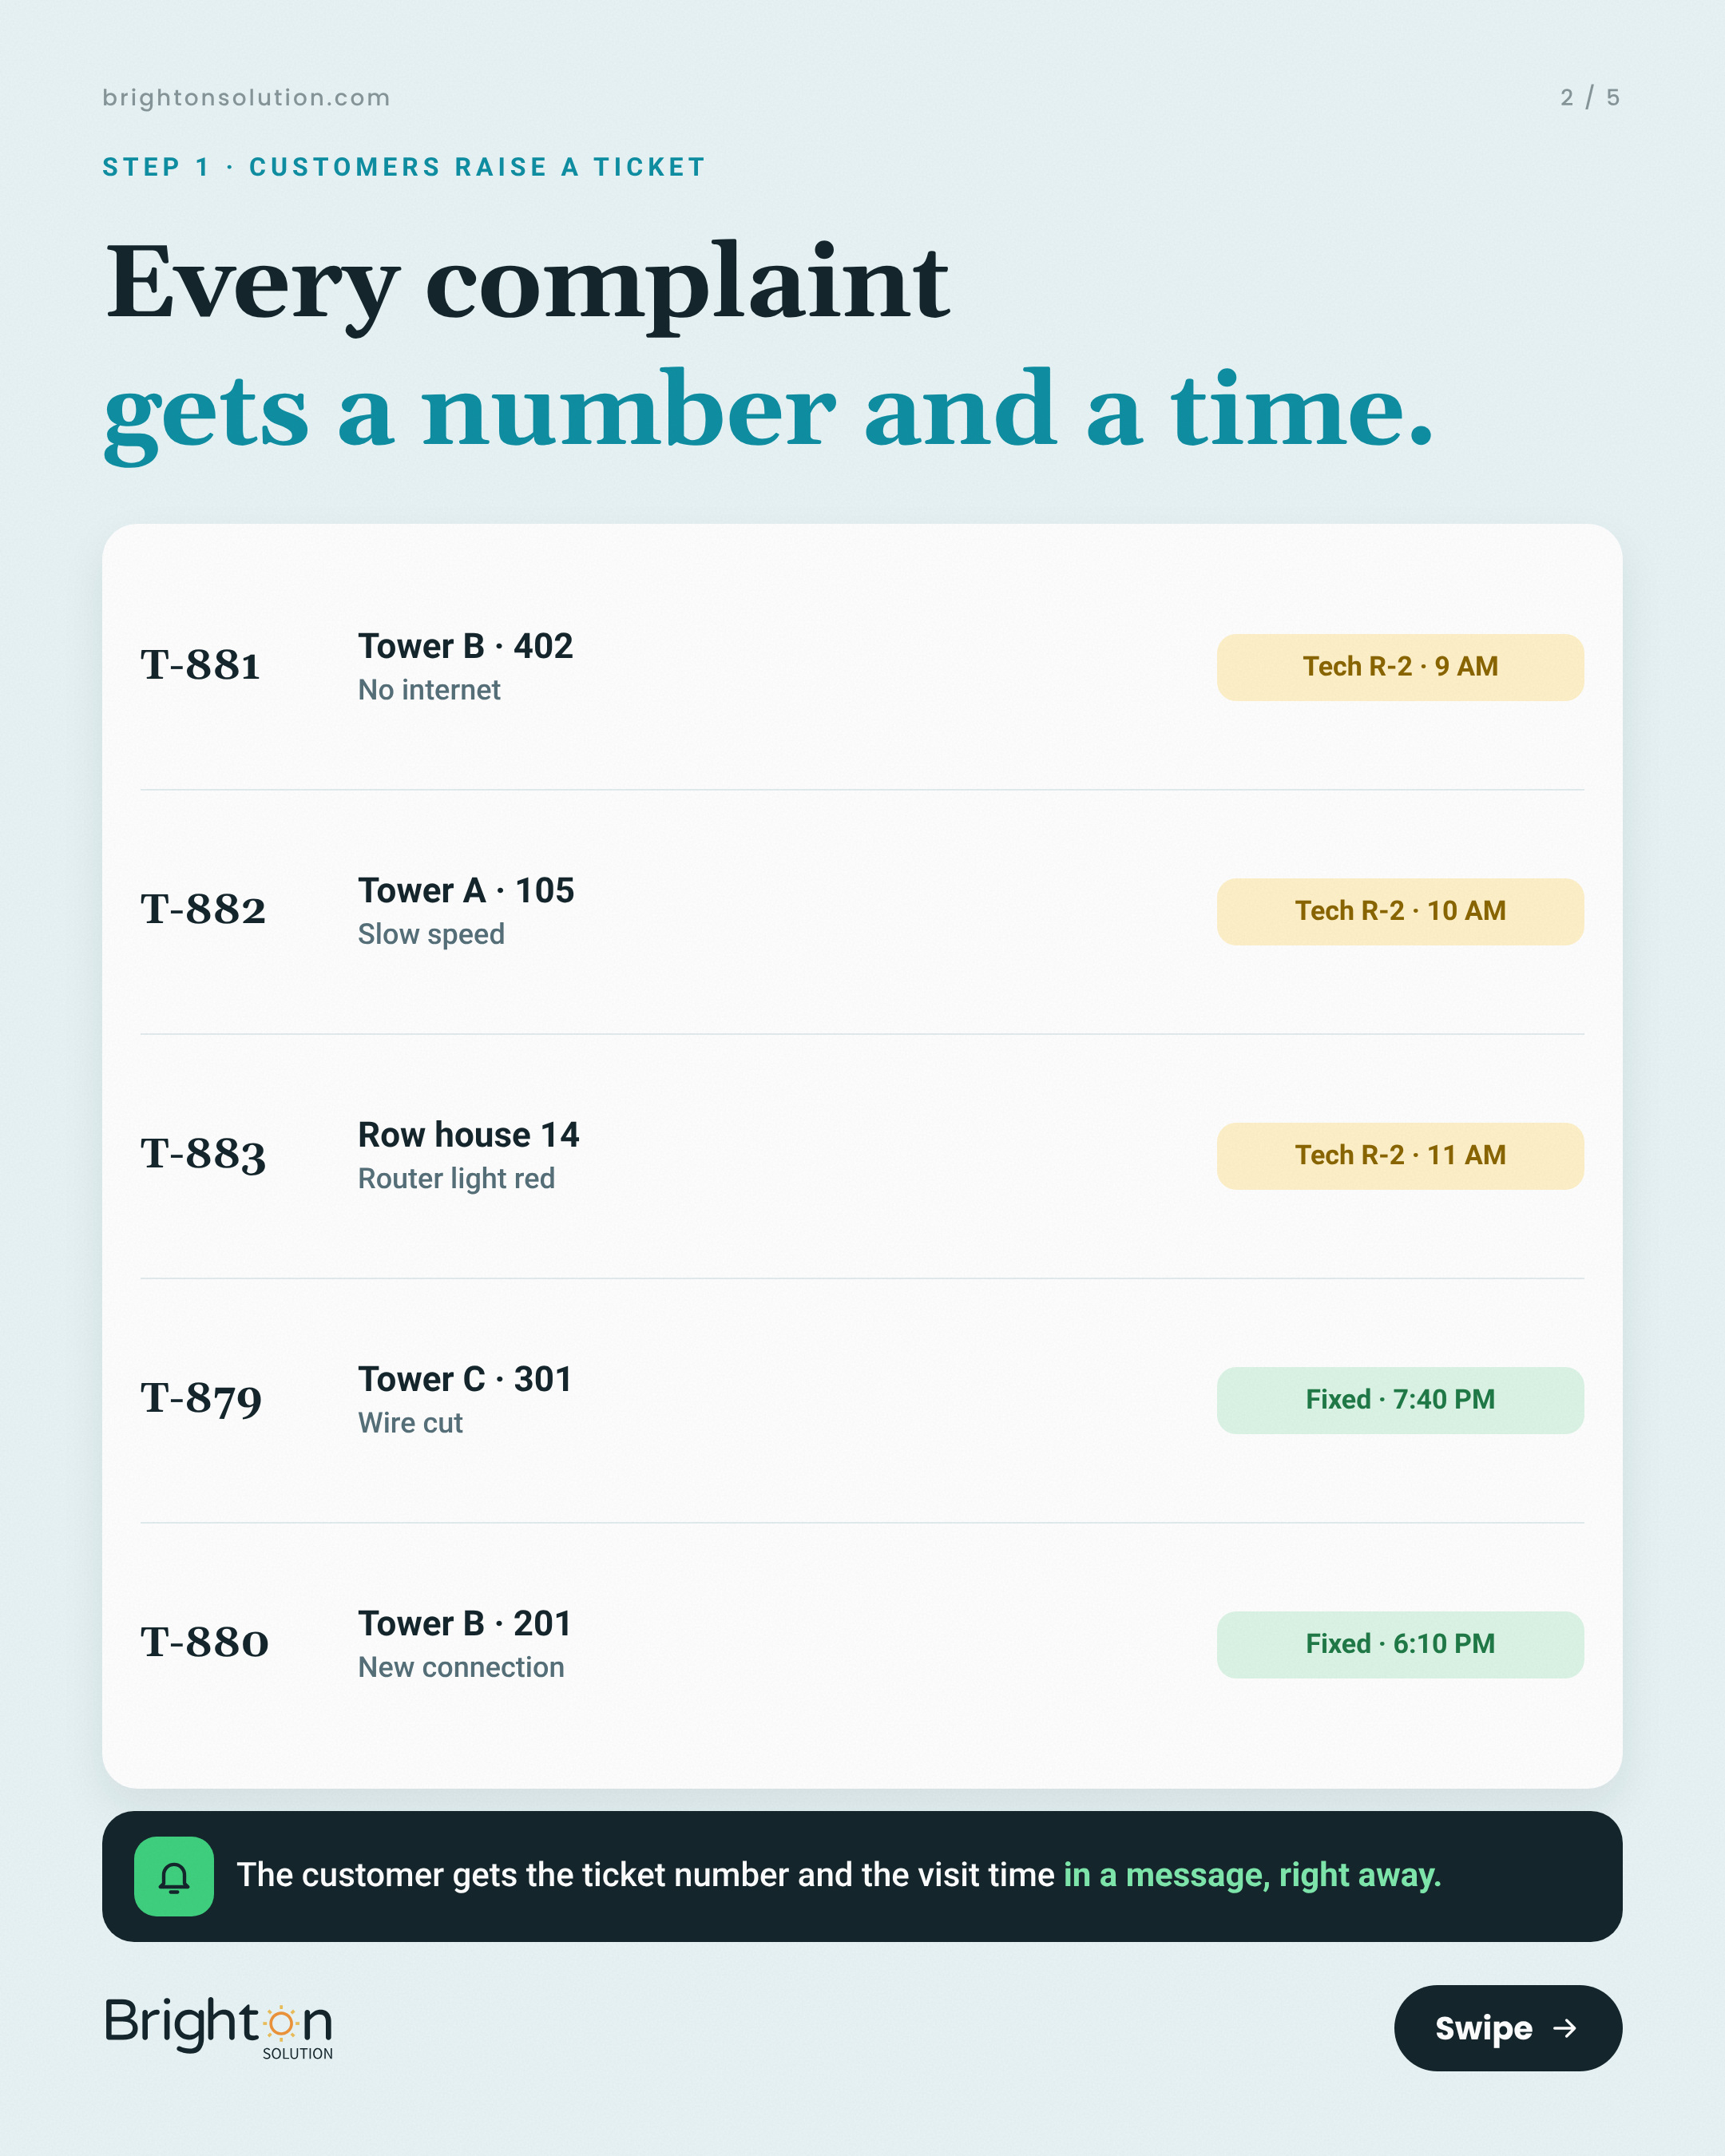 brightonsolution.com
2 / 5
STEP 1 · CUSTOMERS RAISE A TICKET
Every complaint
gets a number and a time.
T-881
Tower B · 402
No internet
Tech R-2 · 9 AM
T-882
Tower A · 105
Slow speed
Tech R-2 · 10 AM
T-883
Row house 14
Router light red
Tech R-2 · 11 AM
T-879
Tower C · 301
Wire cut
Fixed · 7:40 PM
T-880
Tower B · 201
New connection
Fixed · 6:10 PM
The customer gets the ticket number and the visit time in a message, right away.
Brighton
SOLUTION
Swipe →